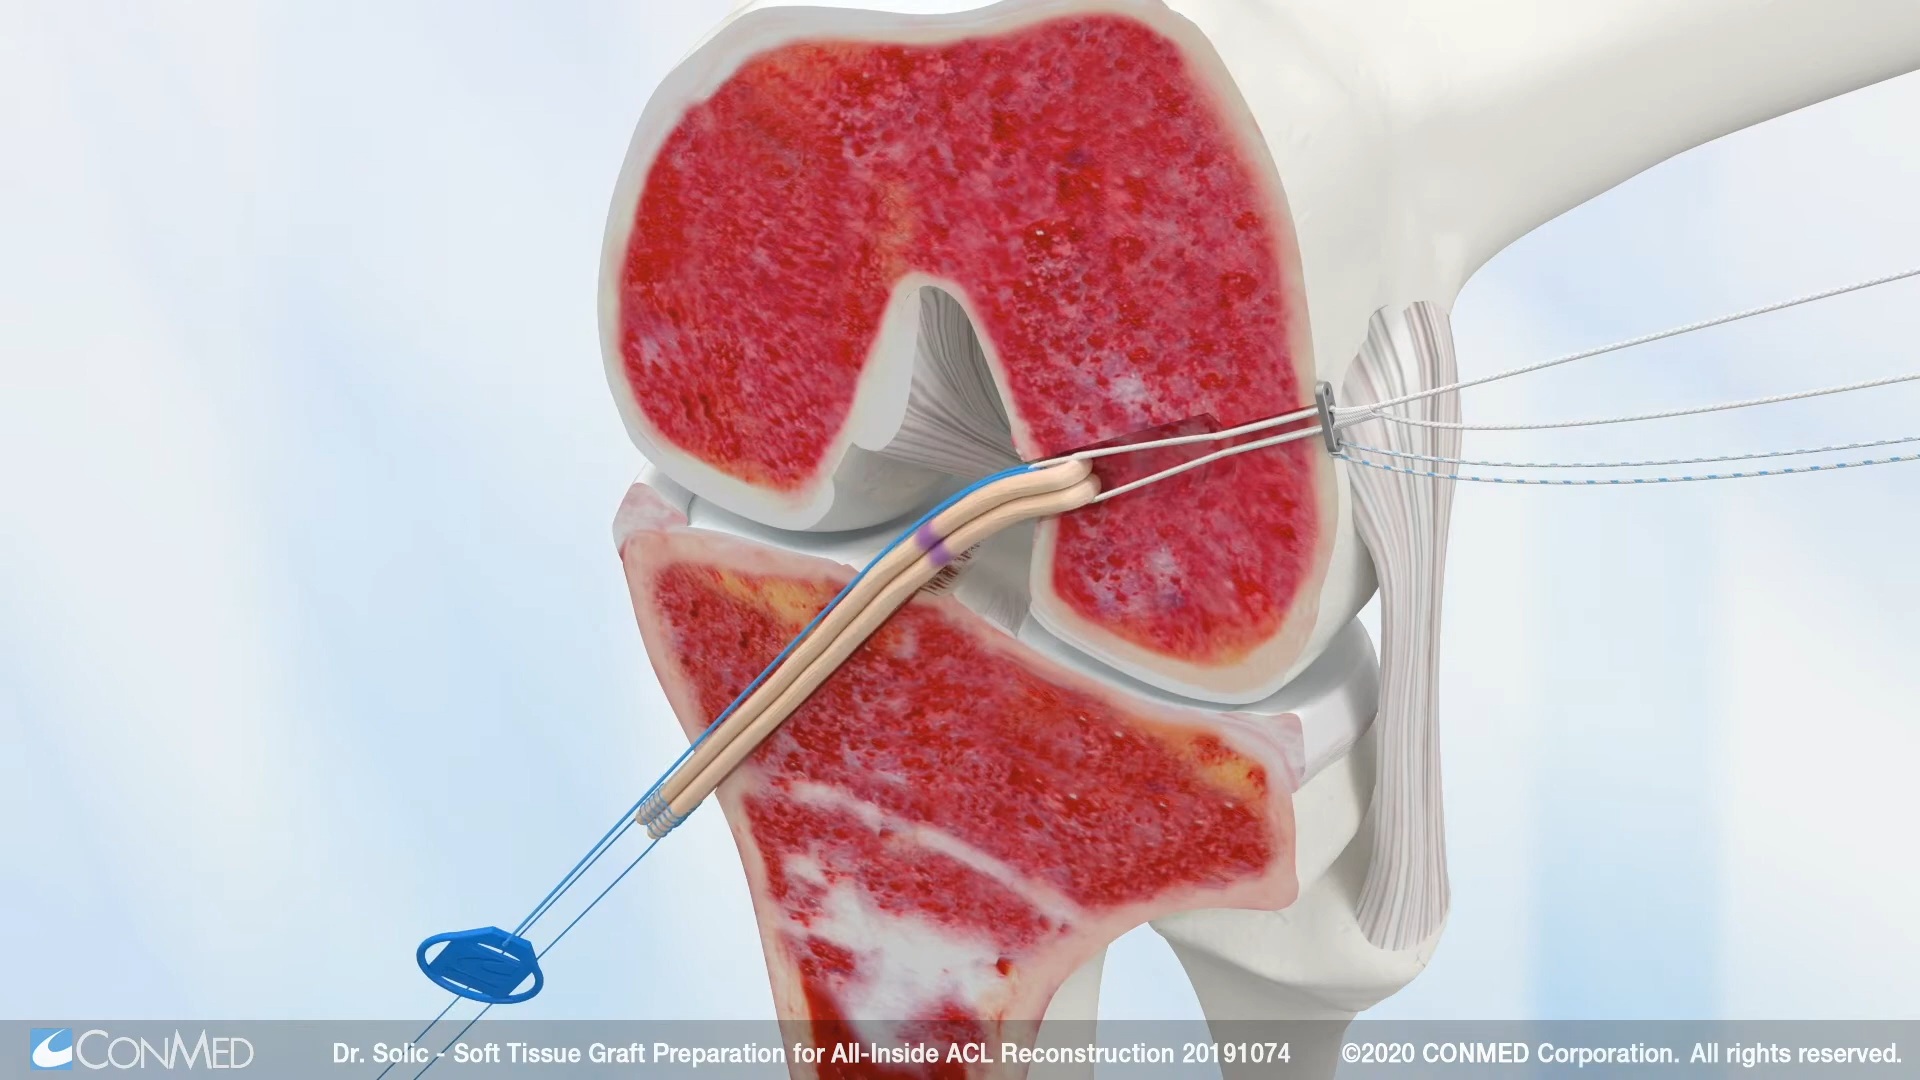 CONMED
Dr. Solic - Soft Tissue Graft Preparation for All-Inside ACL Reconstruction 20191074
©2020 CONMED Corporation. All rights reserved.